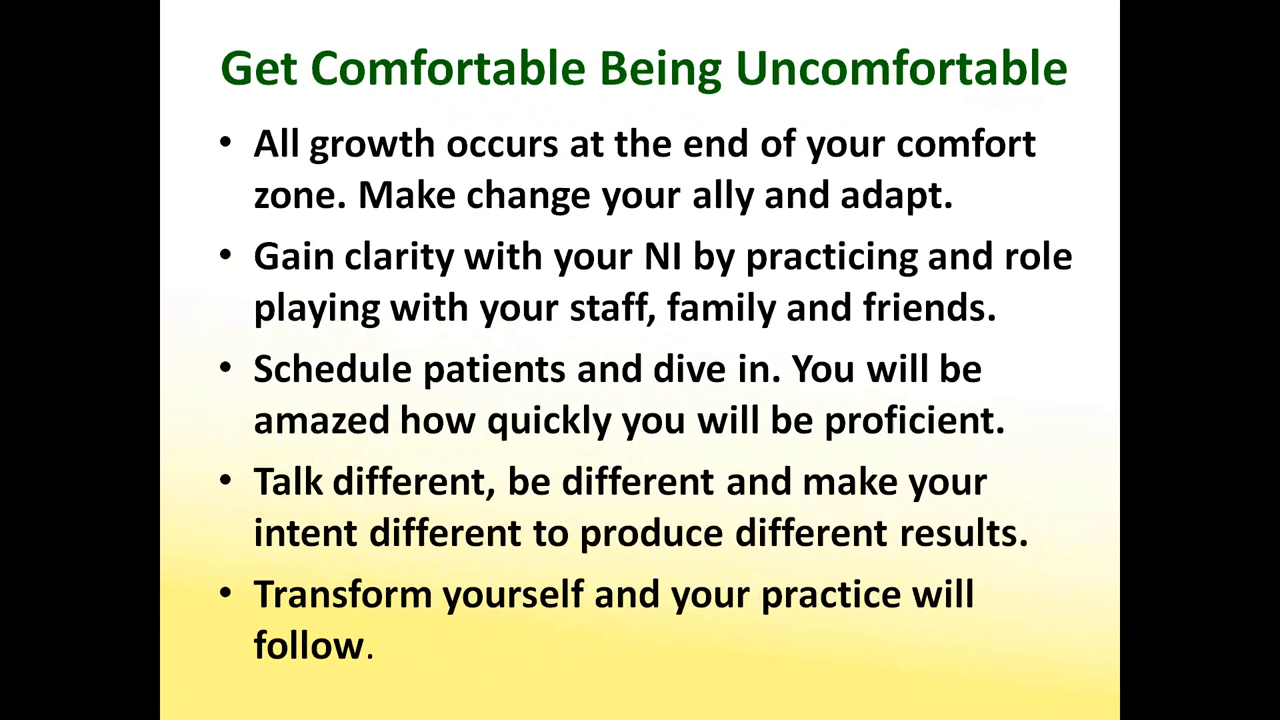 Get Comfortable Being Uncomfortable
• All growth occurs at the end of your comfort
zone. Make change your ally and adapt.
• Gain clarity with your NI by practicing and role
playing with your staff, family and friends.
• Schedule patients and dive in. You will be
amazed how quickly you will be proficient.
• Talk different, be different and make your
intent different to produce different results.
• Transform yourself and your practice will
follow.